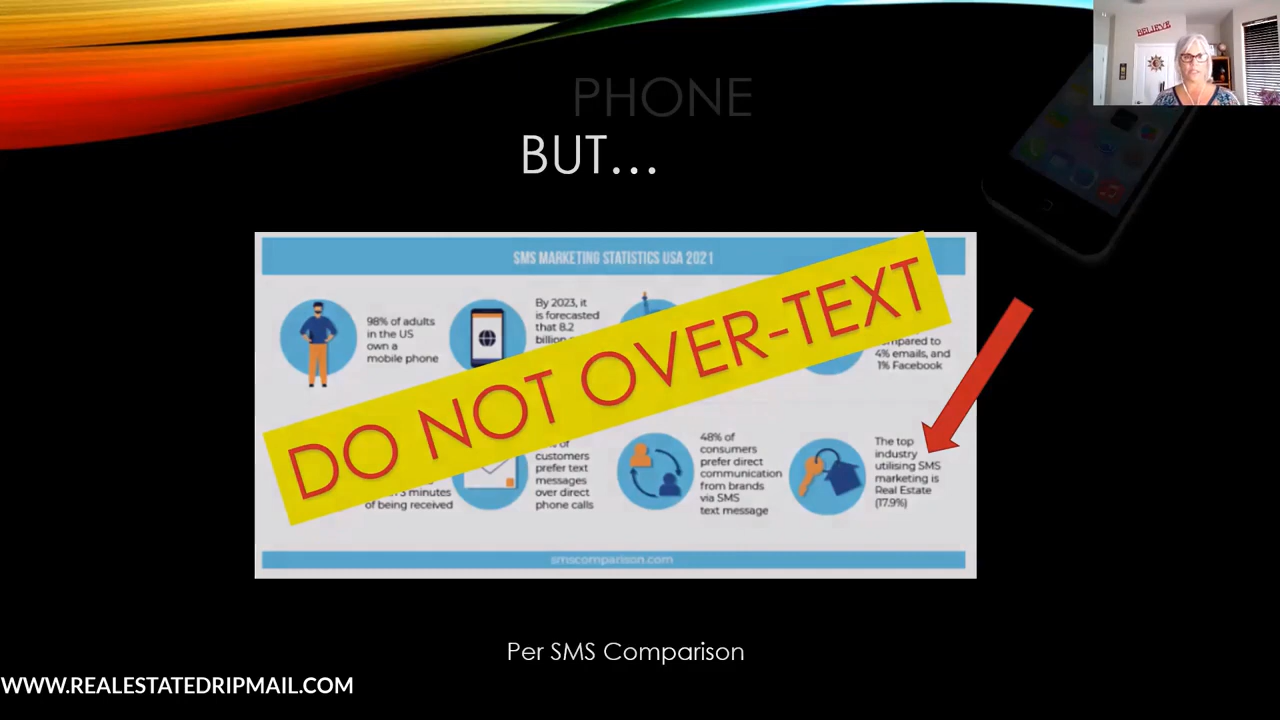 BELIEVE
PHONE
BUT...
SMS MARKETING STATISTICS USA 2021
98% of adults
in the US
own a
mobile phone
By 2023, it
is forecasted
that 8.2
billion
compared to
4% emails, and
1% Facebook
DO NOT OVER-TEXT
minutes
of being received
of
customers
prefer text
messages
over direct
phone calls
48% of
consumers
prefer direct
communication
from brands
via SMS
text message
The top
industry
utilising SMS
marketing is
Real Estate
(17.9%)
smscomparison.com
Per SMS Comparison
WWW.REALESTATEDRIPMAIL.COM